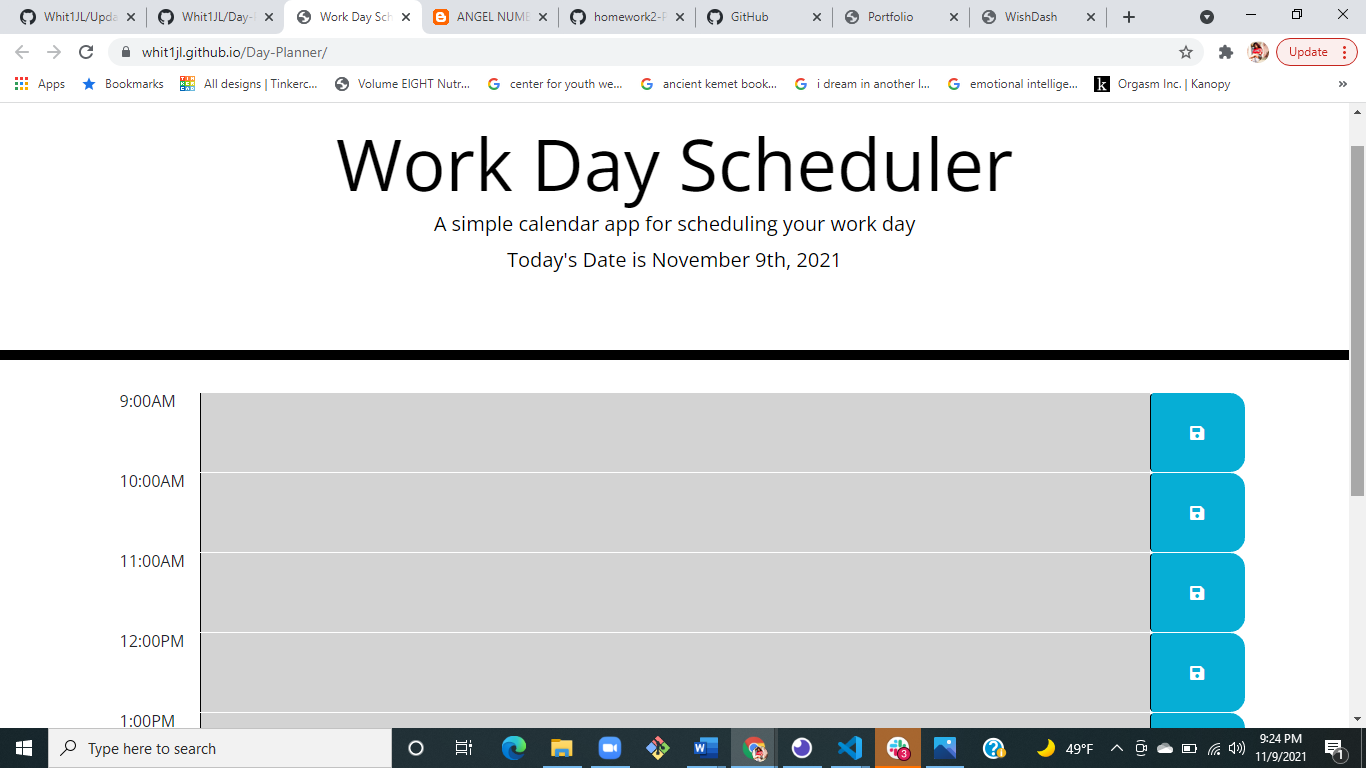 Whit1JL/Upda
Whit1JL/Day-
Work Day Sch
ANGEL NUMB
homework2-P
GitHub
Portfolio
WishDash
whit1jl.github.io/Day-Planner/
Update
Apps
Bookmarks
All designs | Tinkerc...
Volume EIGHT Nutr...
center for youth we...
ancient kemet book...
i dream in another l...
emotional intellige...
Orgasm Inc. | Kanopy
Work Day Scheduler
A simple calendar app for scheduling your work day
Today's Date is November 9th, 2021
9:00AM
10:00AM
11:00AM
12:00PM
1:00PM
Type here to search
3
49°F
9:24 PM
11/9/2021
1